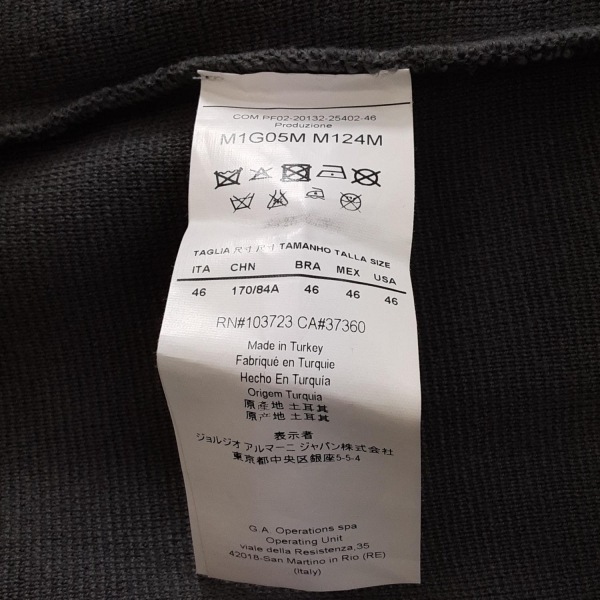 COM PF02-20132-25402-46
Produzione
M1G05M M124M
TAGLIA 尺寸 尺寸 TAMANHO TALLA SIZE
ITA CHN BRA MEX USA
46 170/84A 46 46 46
RN#103723 CA#37360
Made in Turkey
Fabriqué en Turquie
Hecho En Turquía
Origem Turquia
原産地 土耳其
原产地 土耳其
表示者
ジョルジオ アルマーニ ジャパン株式会社
東京都中央区銀座5-5-4
G.A. Operations spa
Operating Unit
viale della Resistenza,35
42018-San Martino in Rio (RE)
(Italy)